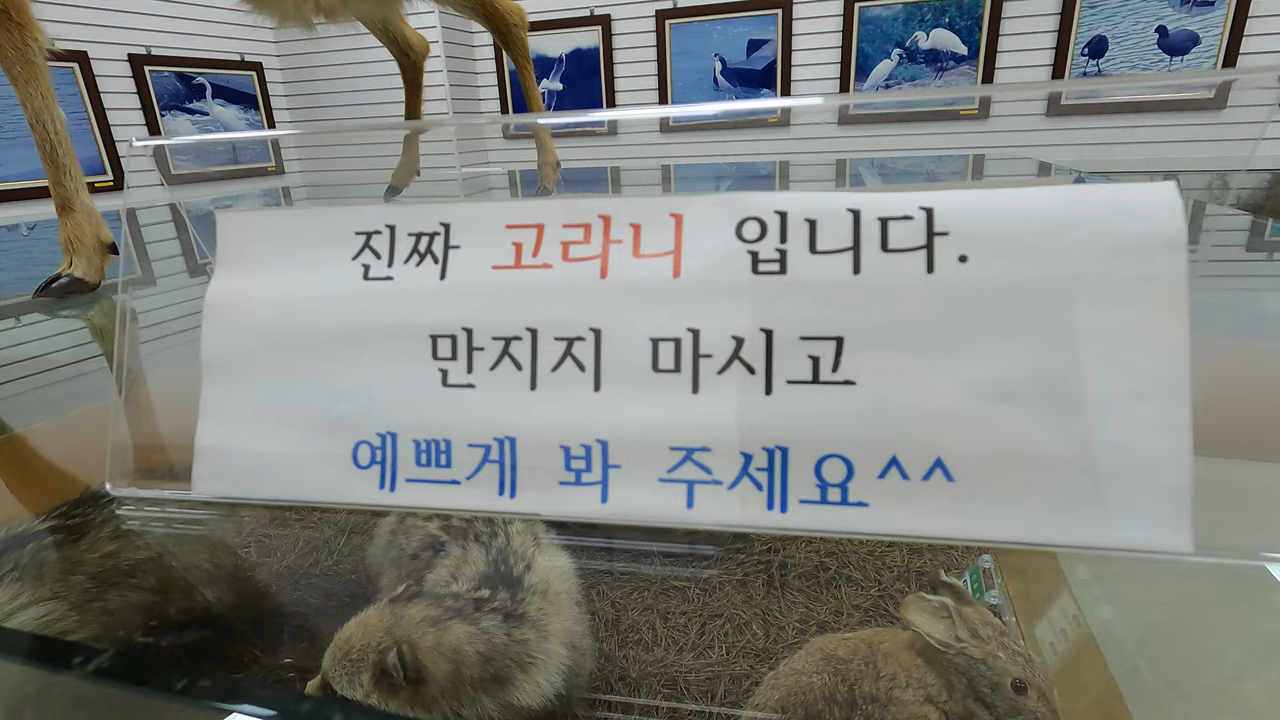 진짜 고라니 입니다.
만지지 마시고
예쁘게 봐 주세요^^